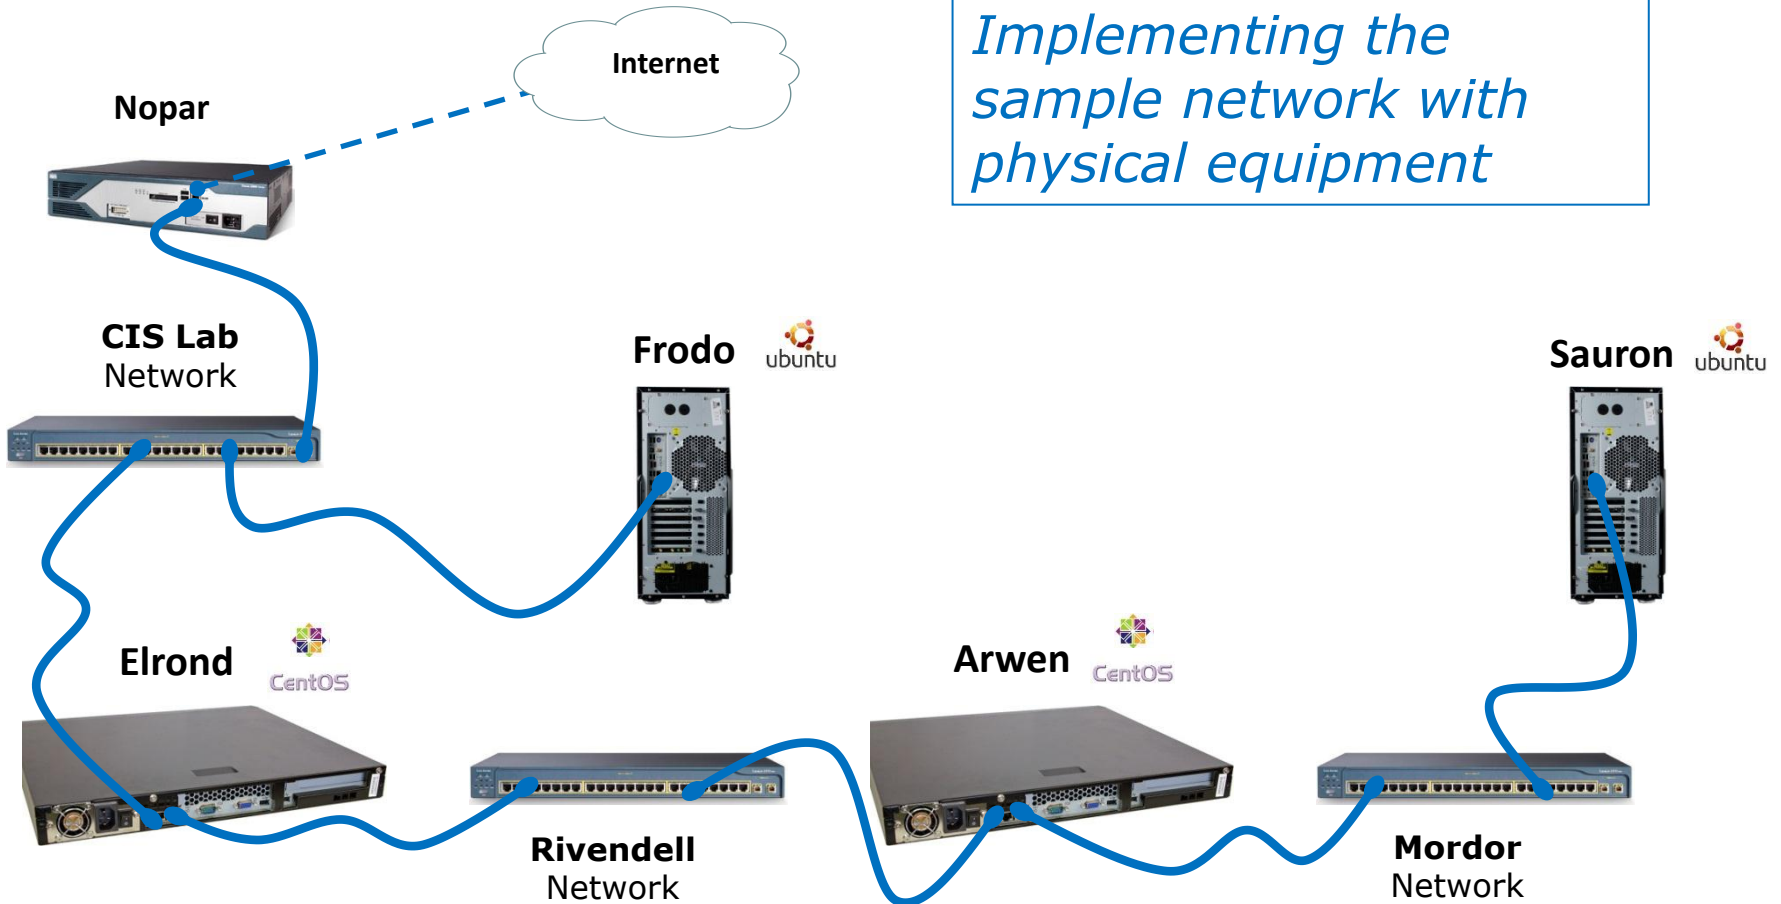 Implementing the
sample network with
physical equipment
Internet
Nopar
CIS Lab
Network
Frodo
ubuntu
Sauron
ubuntu
Elrond
CentOS
Arwen
CentOS
Rivendell
Network
Mordor
Network